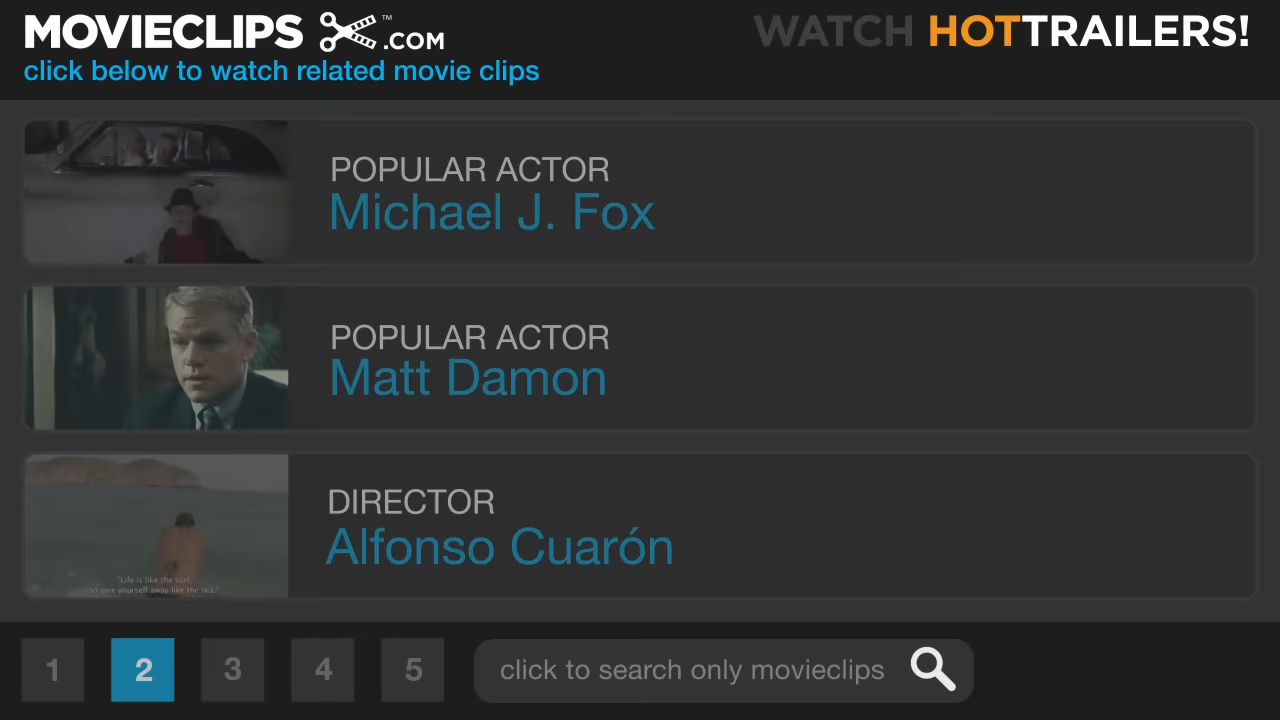 MOVIECLIPS ™ .COM
WATCH HOTTRAILERS!
click below to watch related movie clips
POPULAR ACTOR
Michael J. Fox
POPULAR ACTOR
Matt Damon
DIRECTOR
Alfonso Cuarón
"Life is like the surf,
so give yourself away like the sea."
1 2 3 4 5 click to search only movieclips